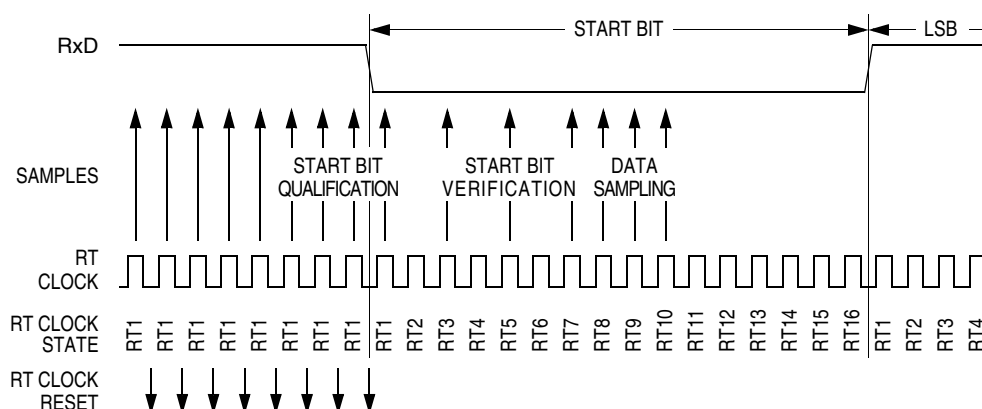 START BIT
LSB
RxD
SAMPLES
START BIT
QUALIFICATION
START BIT
VERIFICATION
DATA
SAMPLING
RT
CLOCK
RT CLOCK
STATE
RT1 RT1 RT1 RT1 RT1 RT1 RT1 RT1 RT1 RT2 RT3 RT4 RT5 RT6 RT7 RT8 RT9 RT10 RT11 RT12 RT13 RT14 RT15 RT16 RT1 RT2 RT3 RT4
RT CLOCK
RESET